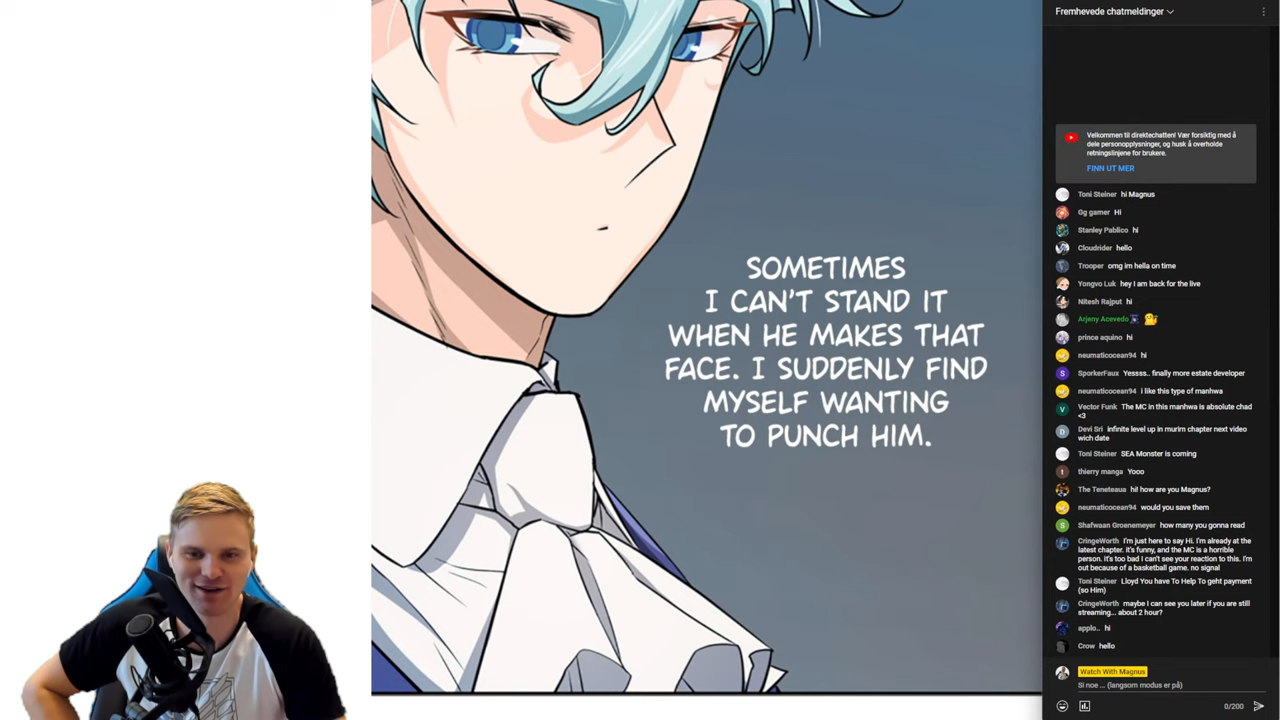 Fremhevede chatmeldinger
Velkommen til direktechatten! Vær forsiktig med å
dele personopplysninger, og husk å overholde
retningslinjene for brukere.
FINN UT MER
SOMETIMES
I CAN'T STAND IT
WHEN HE MAKES THAT
FACE. I SUDDENLY FIND
MYSELF WANTING
TO PUNCH HIM.
Toni Steiner hi Magnus
Gg gamer Hi
Stanley Pablico hi
Cloudrider hello
Trooper omg im hella on time
Yongvo Luk hey I am back for the live
Nitesh Rajput hi
Arjeny Acevedo
prince aquino hi
neumaticocean94 hi
S SporkerFaux Yessss.. finally more estate developer
neumaticocean94 i like this type of manhwa
V Vector Funk The MC in this manhwa is absolute chad
<3
D Devi Sri infinite level up in murim chapter next video
wich date
Toni Steiner SEA Monster is coming
t thierry manga Yooo
The Teneteaua hi! how are you Magnus?
neumaticocean94 would you save them
Shafwaan Groenemeyer how many you gonna read
CringeWorth I'm just here to say Hi. I'm already at the
latest chapter. it's funny, and the MC is a horrible
person. it's too bad I can't see your reaction to this. I'm
out because of a basketball game. no signal
Toni Steiner Lloyd You have To Help To geht payment
(so Him)
CringeWorth maybe I can see you later if you are still
streaming... about 2 hour?
applo.. hi
Crow hello
Watch With Magnus
Si noe ... (langsom modus er på)
0/200